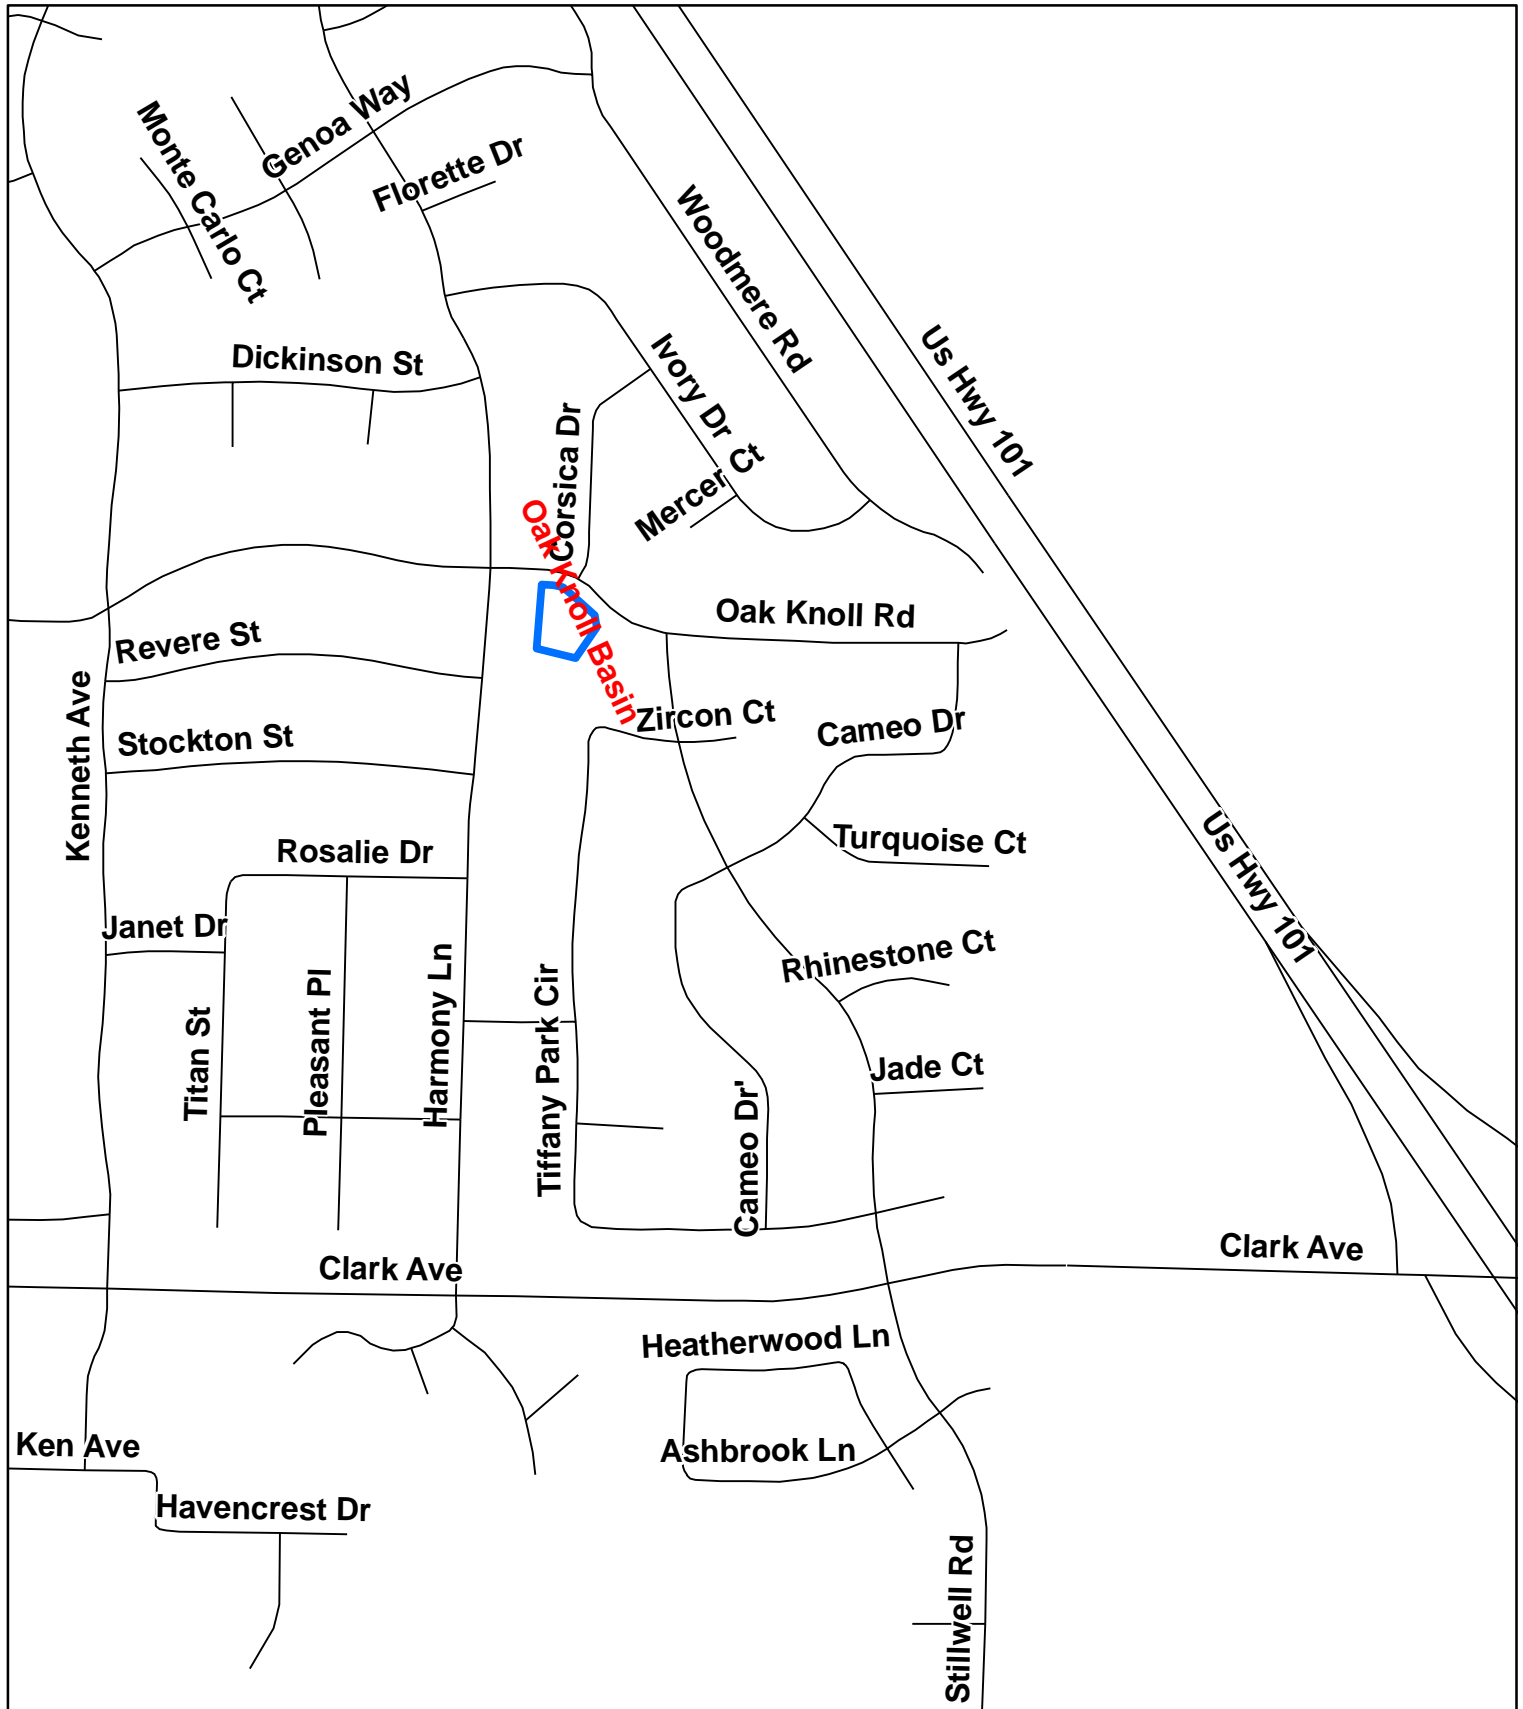 Monte Carlo Ct
Genoa Way
Florette Dr
Woodmere Rd
Us Hwy 101
Dickinson St
Ivory Dr
Corsica Dr
Mercer Ct
Oak Knoll Basin
Oak Knoll Rd
Revere St
Kenneth Ave
Stockton St
Zircon Ct
Cameo Dr
Turquoise Ct
Us Hwy 101
Rosalie Dr
Janet Dr
Rhinestone Ct
Titan St
Pleasant Pl
Harmony Ln
Tiffany Park Cir
Jade Ct
Cameo Dr'
Clark Ave
Clark Ave
Heatherwood Ln
Ken Ave
Ashbrook Ln
Havencrest Dr
Stillwell Rd